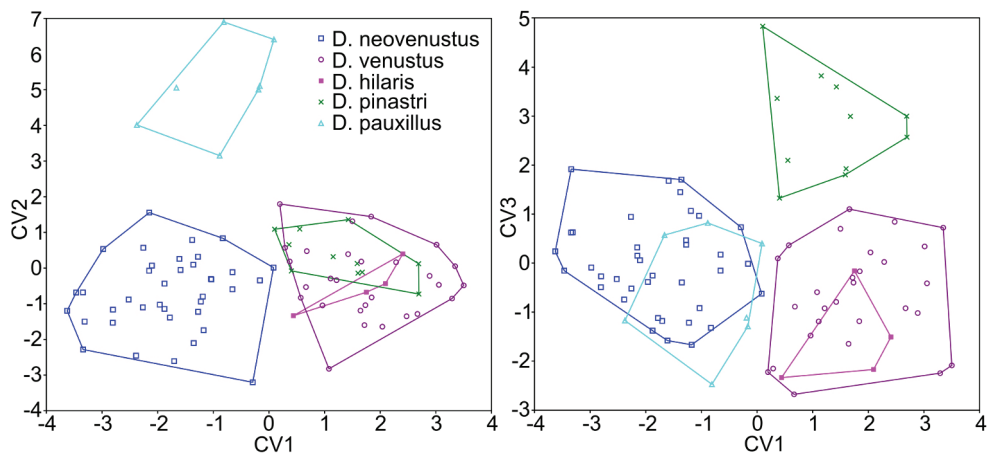 7
6
5
4
3
2
1
0
-1
-2
-3
-4
CV2
-4 -3 -2 -1 0 1 2 3 4
CV1
D. neovenustus
D. venustus
D. hilaris
D. pinastri
D. pauxillus
5
4
3
2
1
0
-1
-2
-3
CV3
-4 -3 -2 -1 0 1 2 3 4
CV1